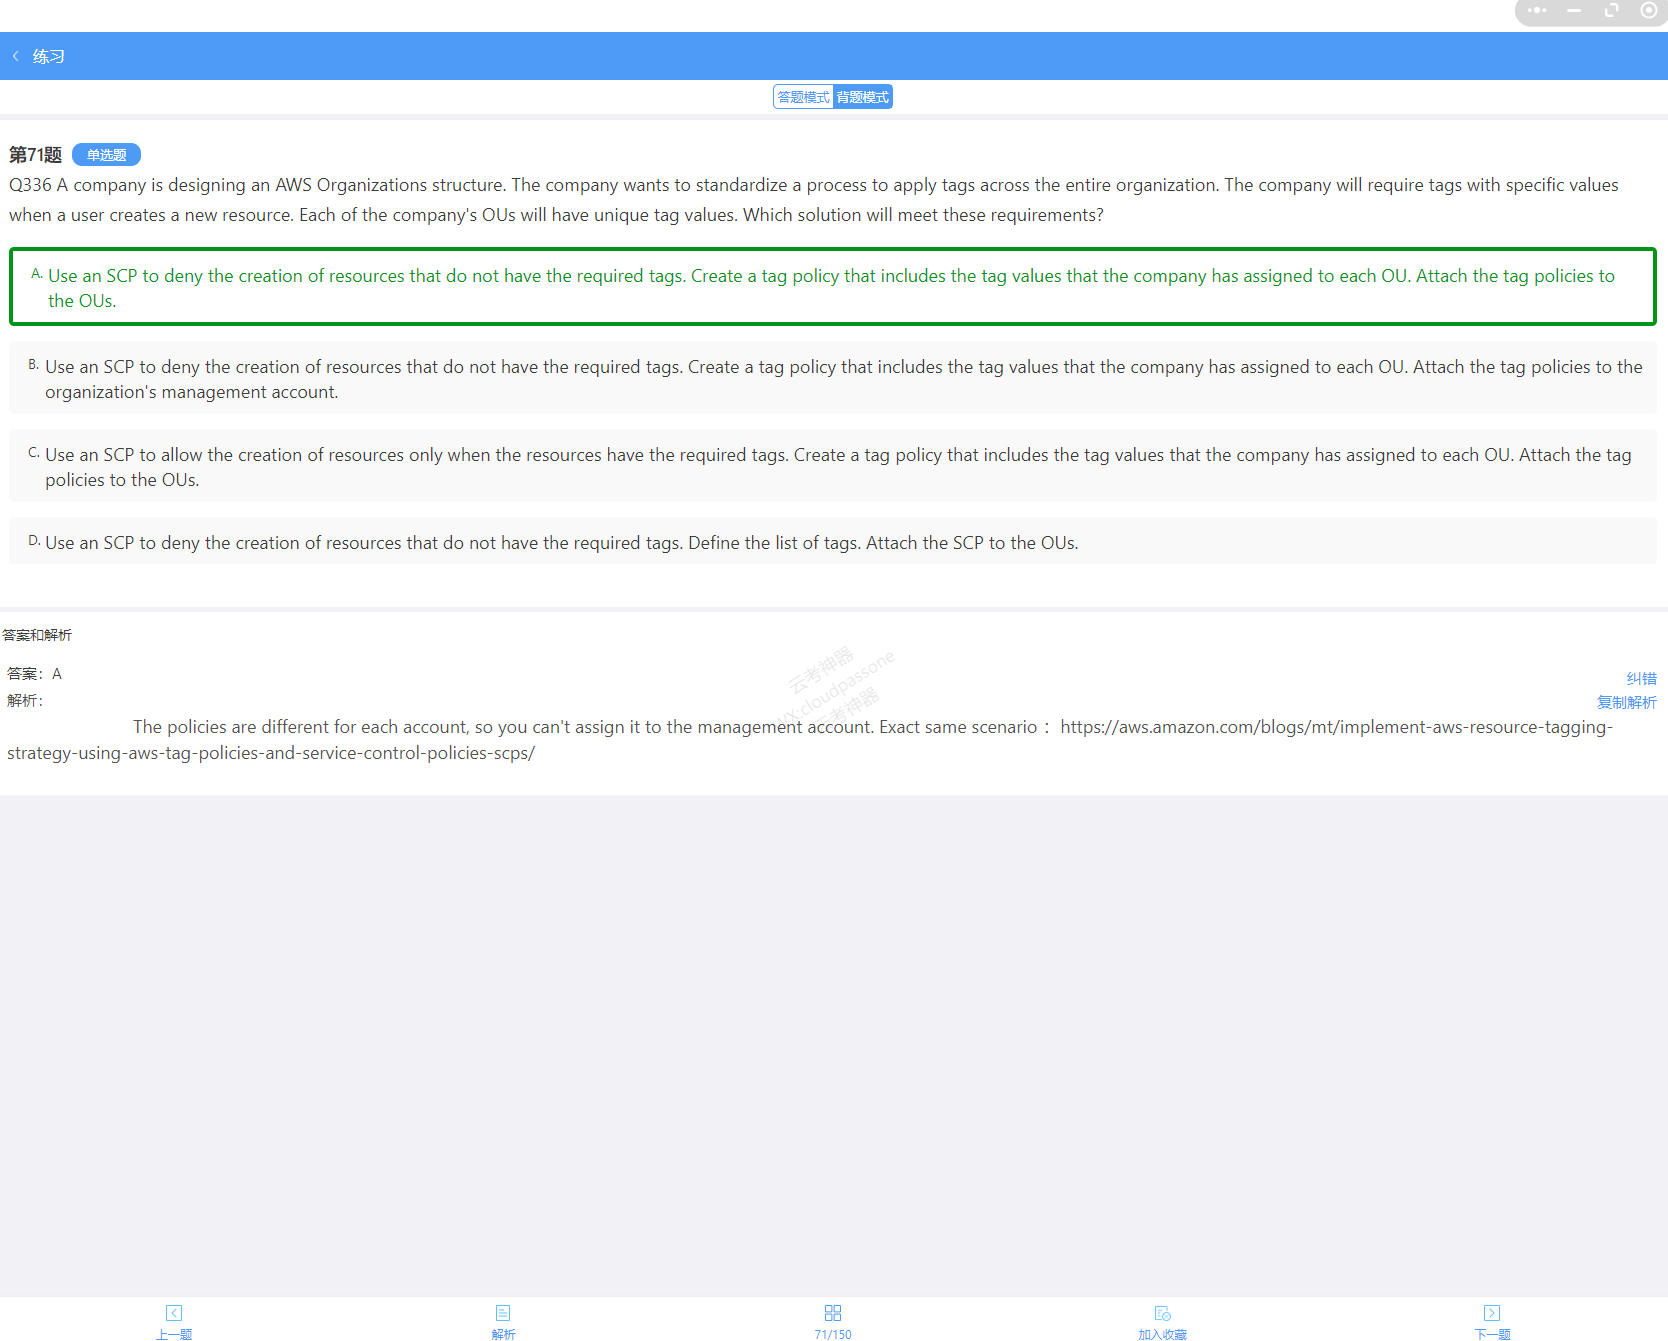 练习
答题模式 背题模式
第71题 单选题
Q336 A company is designing an AWS Organizations structure. The company wants to standardize a process to apply tags across the entire organization. The company will require tags with specific values
when a user creates a new resource. Each of the company's OUs will have unique tag values. Which solution will meet these requirements?
A. Use an SCP to deny the creation of resources that do not have the required tags. Create a tag policy that includes the tag values that the company has assigned to each OU. Attach the tag policies to
the OUs.
B. Use an SCP to deny the creation of resources that do not have the required tags. Create a tag policy that includes the tag values that the company has assigned to each OU. Attach the tag policies to the
organization's management account.
C. Use an SCP to allow the creation of resources only when the resources have the required tags. Create a tag policy that includes the tag values that the company has assigned to each OU. Attach the tag
policies to the OUs.
D. Use an SCP to deny the creation of resources that do not have the required tags. Define the list of tags. Attach the SCP to the OUs.
答案和解析
云考神器
VX:cloudpassone
云考神器
答案：A
纠错
解析：
复制解析
The policies are different for each account, so you can't assign it to the management account. Exact same scenario：https://aws.amazon.com/blogs/mt/implement-aws-resource-tagging-
strategy-using-aws-tag-policies-and-service-control-policies-scps/
上一题 解析 71/150 加入收藏 下一题